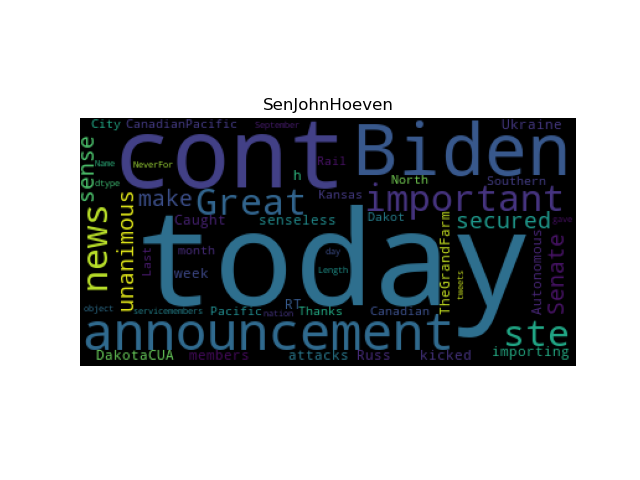 SenJohnHoeven
City CanadianPacific September Ukraine
cont Biden
sense Name NeverFor Rail
dtype h North Southern
make Great Kansas important
news unanimous Caught senseless Dakot secured gave
today
Last month day TheGrandFarm Autonomous Senate
week Length tweets
object servicemembers Pacific RT Thanks Canadian
nation
announcement ste
DakotaCUA members attacks Russ kicked importing